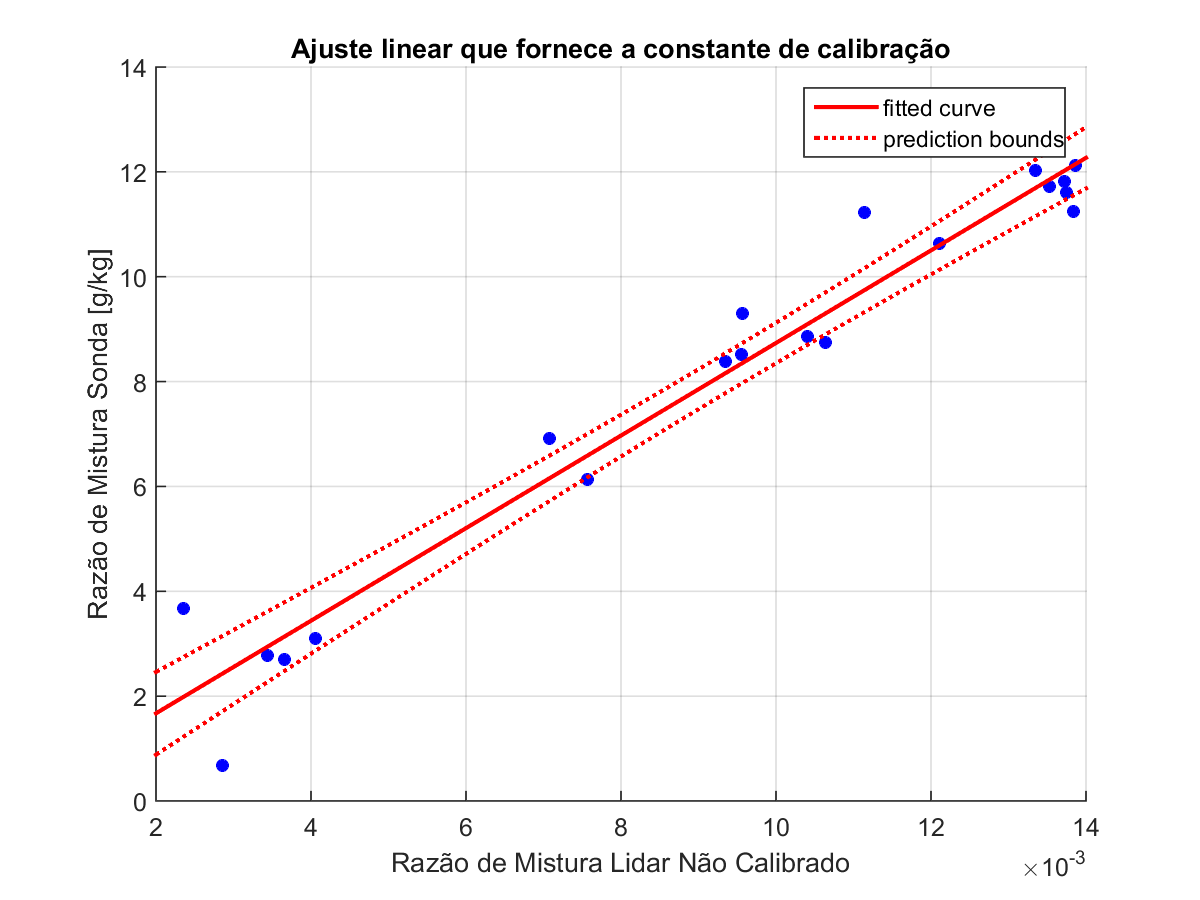 Ajuste linear que fornece a constante de calibração
fitted curve
prediction bounds
14
12
10
8
6
4
2
0
Razão de Mistura Sonda [g/kg]
2 4 6 8 10 12 14
×10-3
Razão de Mistura Lidar Não Calibrado